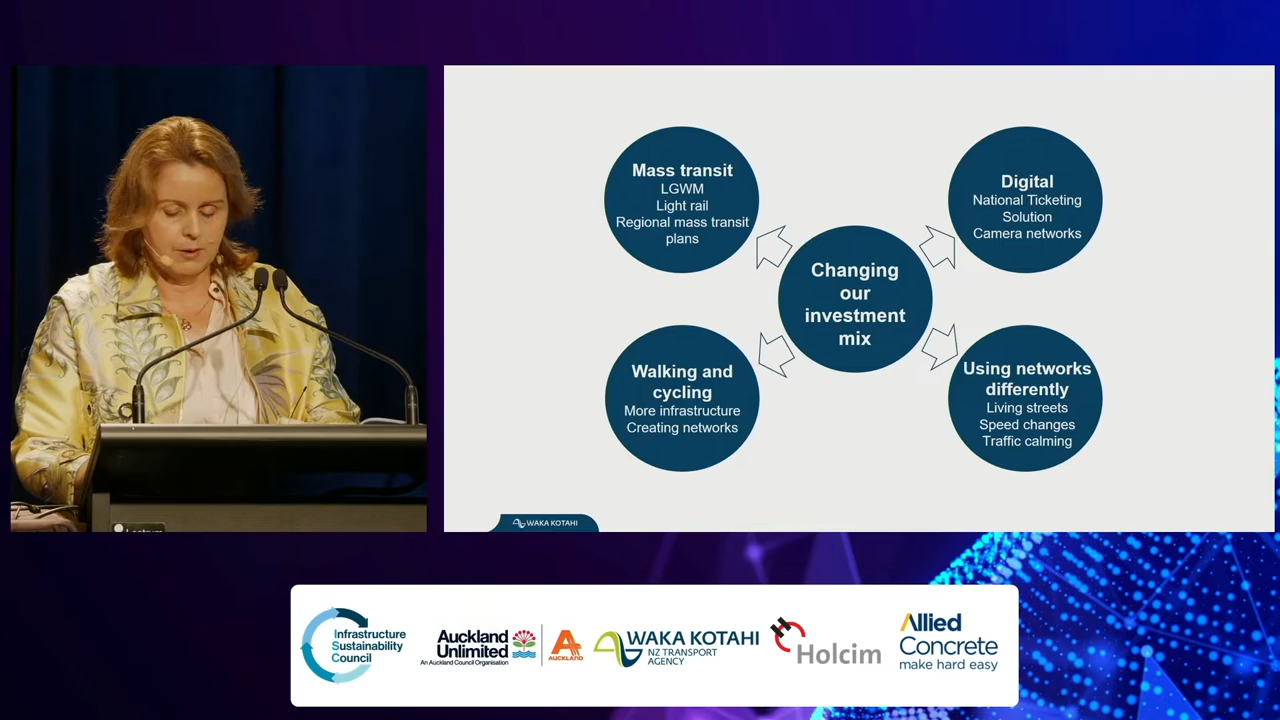 Mass transit
LGWM
Light rail
Regional mass transit
plans
Digital
National Ticketing
Solution
Camera networks
Changing
our
investment
mix
Walking and
cycling
More infrastructure
Creating networks
Using networks
differently
Living streets
Speed changes
Traffic calming
WAKA KOTAHI
Infrastructure
Sustainability
Council
Auckland
Unlimited
An Auckland Council Organisation
AUCKLAND
WAKA KOTAHI
NZ TRANSPORT
AGENCY
Holcim
Allied
Concrete
make hard easy